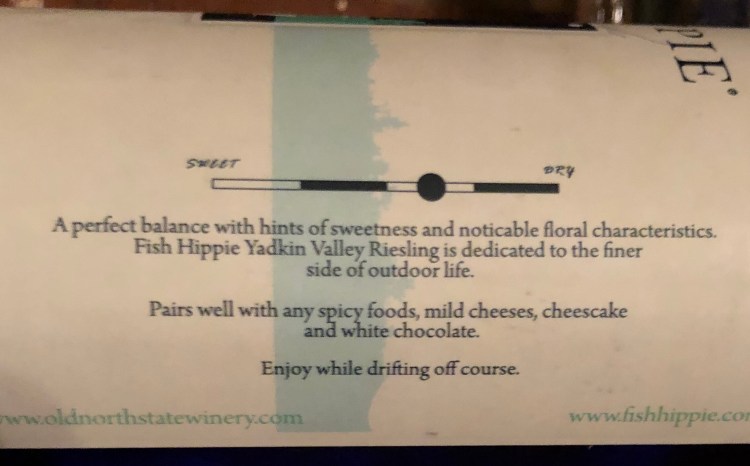 SWEET
DRY
A perfect balance with hints of sweetness and noticable floral characteristics.
Fish Hippie Yadkin Valley Riesling is dedicated to the finer
side of outdoor life.
Pairs well with any spicy foods, mild cheeses, cheescake
and white chocolate.
Enjoy while drifting off course.
www.oldnorthstatewinery.com
www.fishhippie.co
PIE®